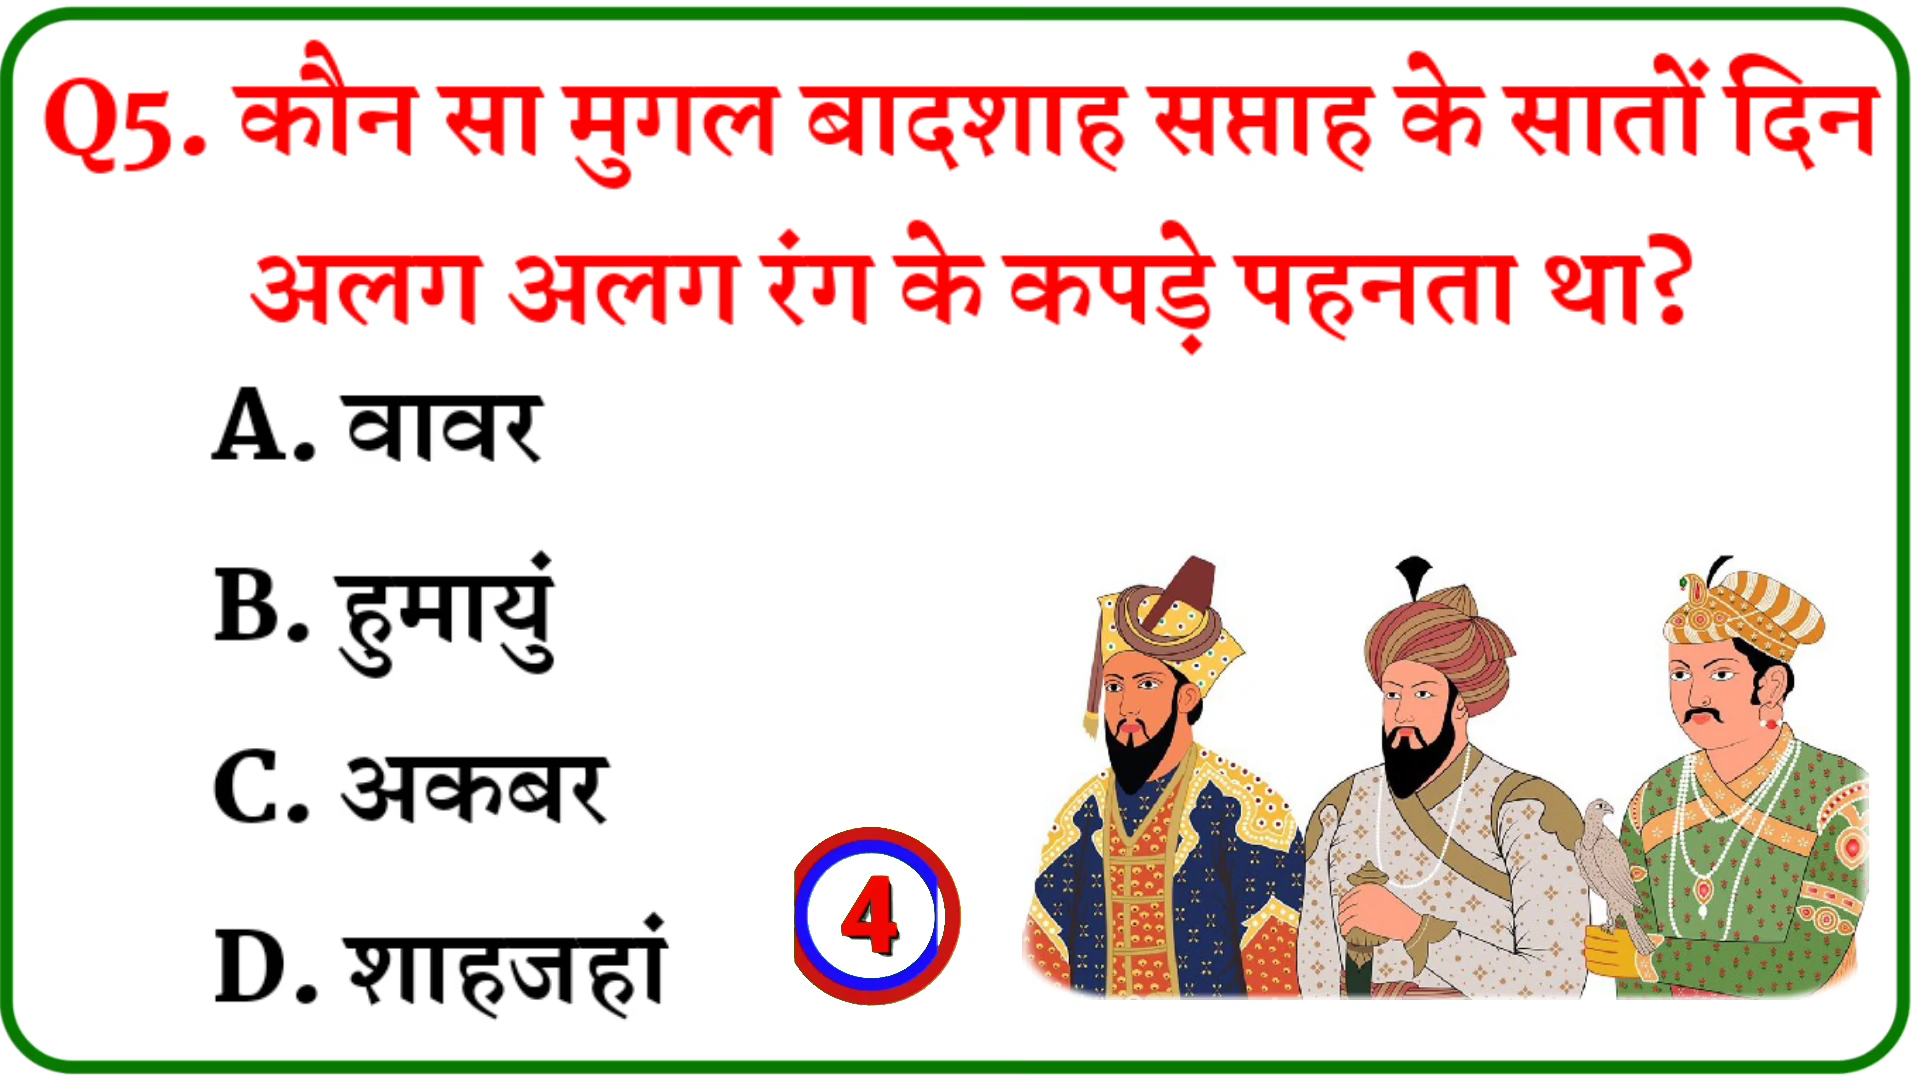 Q5. कौन सा मुगल बादशाह सप्ताह के सातों दिन
अलग अलग रंग के कपड़े पहनता था?
A. वावर
B. हुमायुं
C. अकबर
D. शाहजहां
4